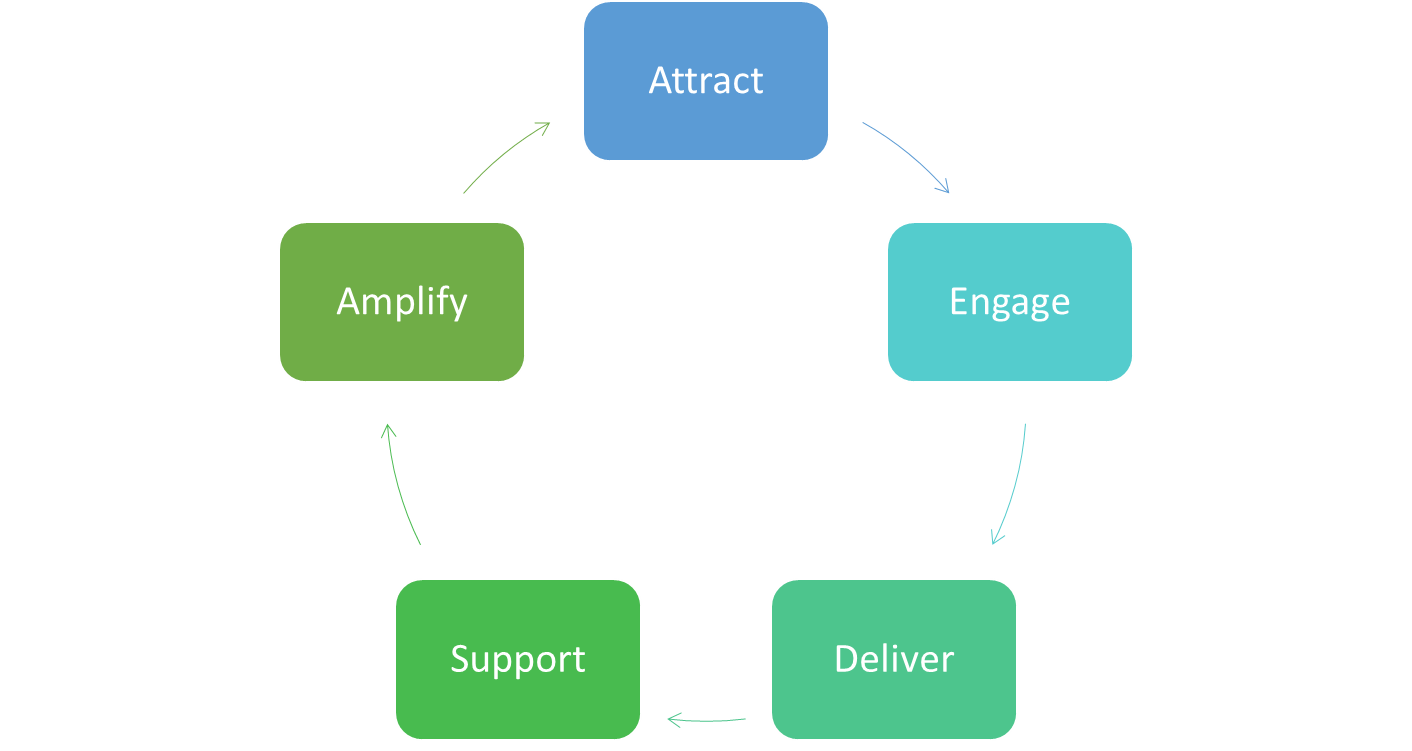 Attract
Engage
Deliver
Support
Amplify